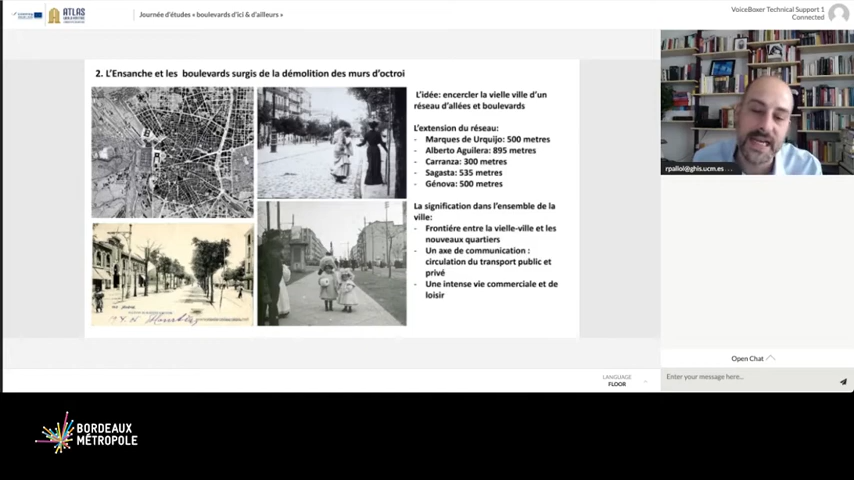 ATLAS
Journée d'études « boulevards d'ici & d'ailleurs »
VoiceBoxer Technical Support 1
Connected
2. L'Ensanche et les boulevards surgis de la démolition des murs d'octroi
L'idée: encercler la vielle ville d'un
réseau d'allées et boulevards
L'extension du réseau:
- Marques de Urquijo: 500 metres
- Alberto Aguilera: 895 metres
- Carranza: 300 metres
- Sagasta: 535 metres
- Génova: 500 metres
La signification dans l'ensemble de la
ville:
- Frontiére entre la vielle-ville et les
nouveaux quartiers
- Un axe de communication :
circulation du transport public et
privé
- Une intense vie commerciale et de
loisir
rpallol@ghis.ucm.es ...
Open Chat
Enter your message here...
LANGUAGE
FLOOR
BORDEAUX
MÉTROPOLE